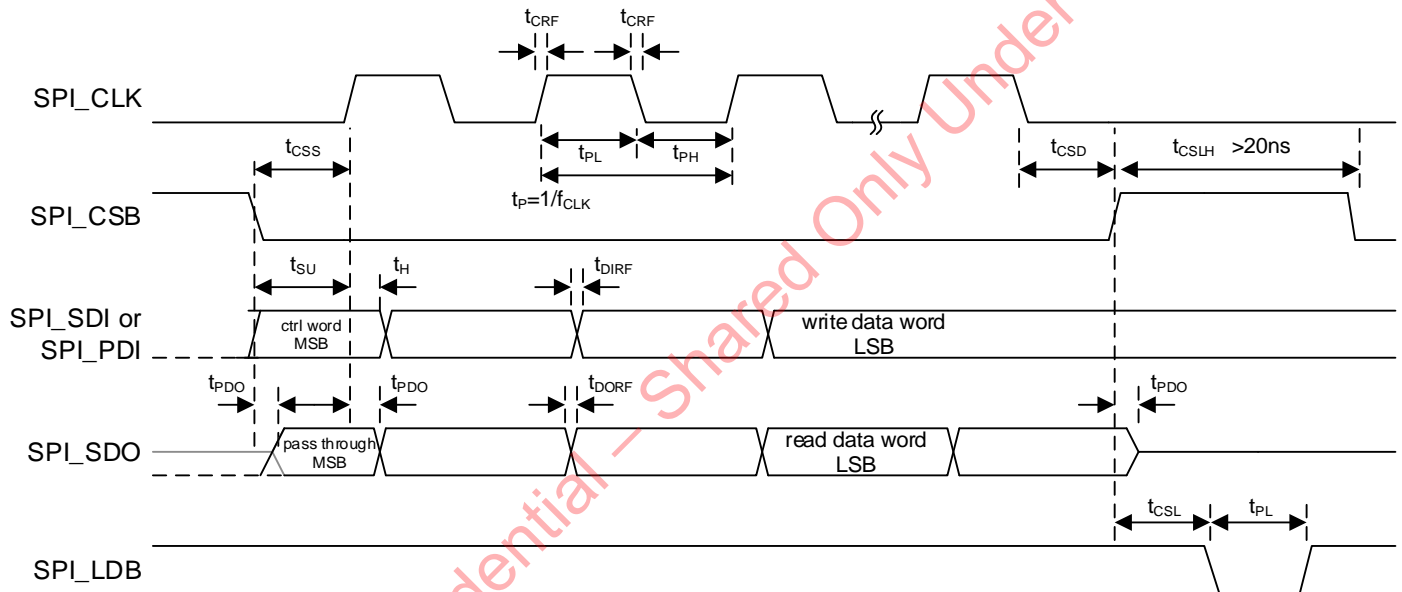 tCRF tCRF
SPI_CLK
tCSS tPL tPH tCSD tCSLH >20ns
tP=1/fCLK
SPI_CSB
tSU tH tDIRF
SPI_SDI or
SPI_PDI
ctrl word
MSB
write data word
LSB
tPDO tPDO tDORF tPDO
SPI_SDO
pass through
MSB
read data word
LSB
tCSL tPL
SPI_LDB
dential – Shared Only Under